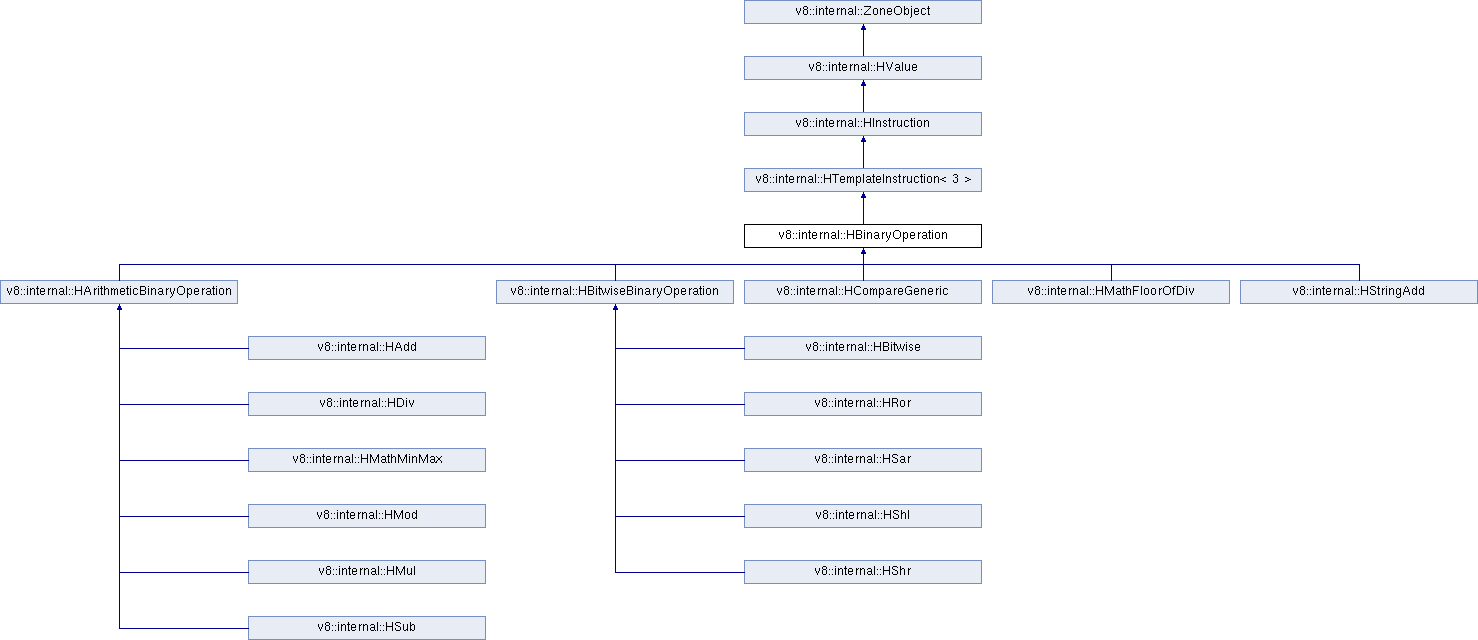 v8::internal::ZoneObject
v8::internal::HValue
v8::internal::HInstruction
v8::internal::HTemplateInstruction< 3 >
v8::internal::HBinaryOperation
v8::internal::HArithmeticBinaryOperation
v8::internal::HBitwiseBinaryOperation
v8::internal::HCompareGeneric
v8::internal::HMathFloorOfDiv
v8::internal::HStringAdd
v8::internal::HAdd
v8::internal::HBitwise
v8::internal::HDiv
v8::internal::HRor
v8::internal::HMathMinMax
v8::internal::HSar
v8::internal::HMod
v8::internal::HShl
v8::internal::HMul
v8::internal::HShr
v8::internal::HSub